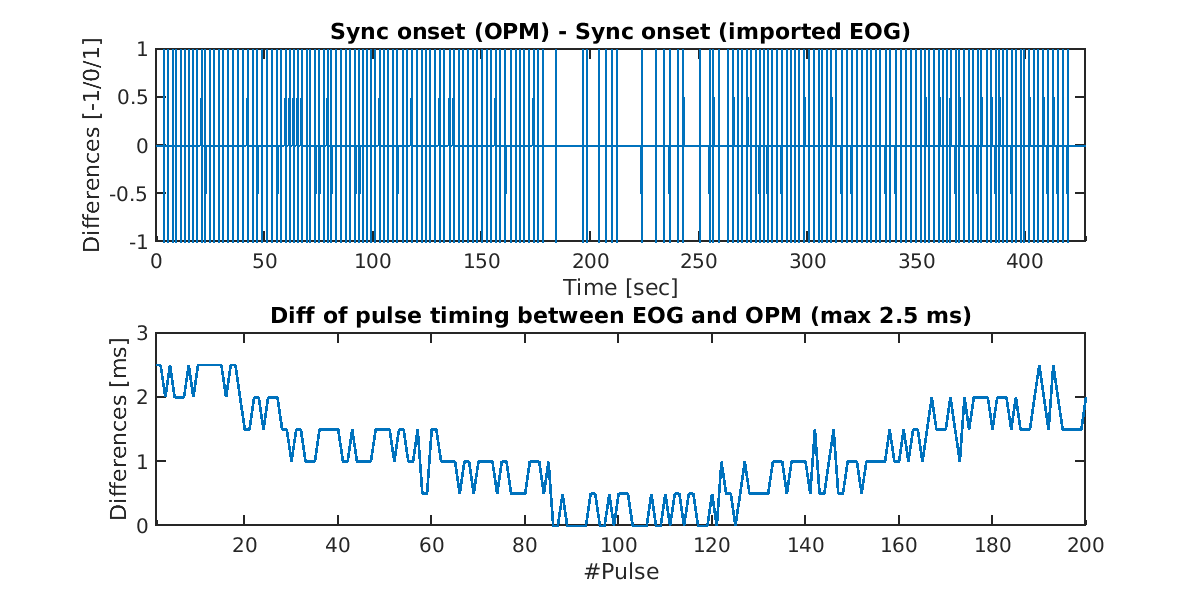 Sync onset (OPM) - Sync onset (imported EOG)
Differences [-1/0/1]
1
0.5
0
-0.5
-1
0 50 100 150 200 250 300 350 400
Time [sec]
Diff of pulse timing between EOG and OPM (max 2.5 ms)
Differences [ms]
3
2
1
0
20 40 60 80 100 120 140 160 180 200
#Pulse